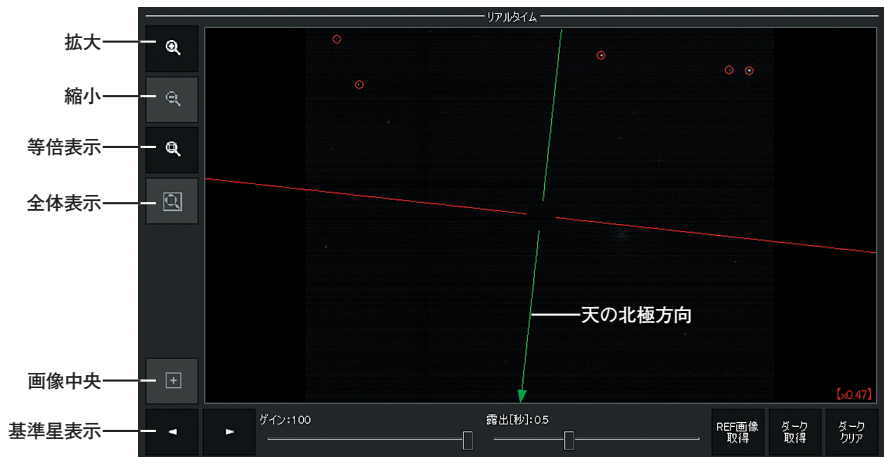 リアルタイム
拡大
縮小
等倍表示
全体表示
天の北極方向
画像中央
[x0.47]
基準星表示
ゲイン:100
露出[秒]:0.5
REF画像
取得
ダーク
取得
ダーク
クリア